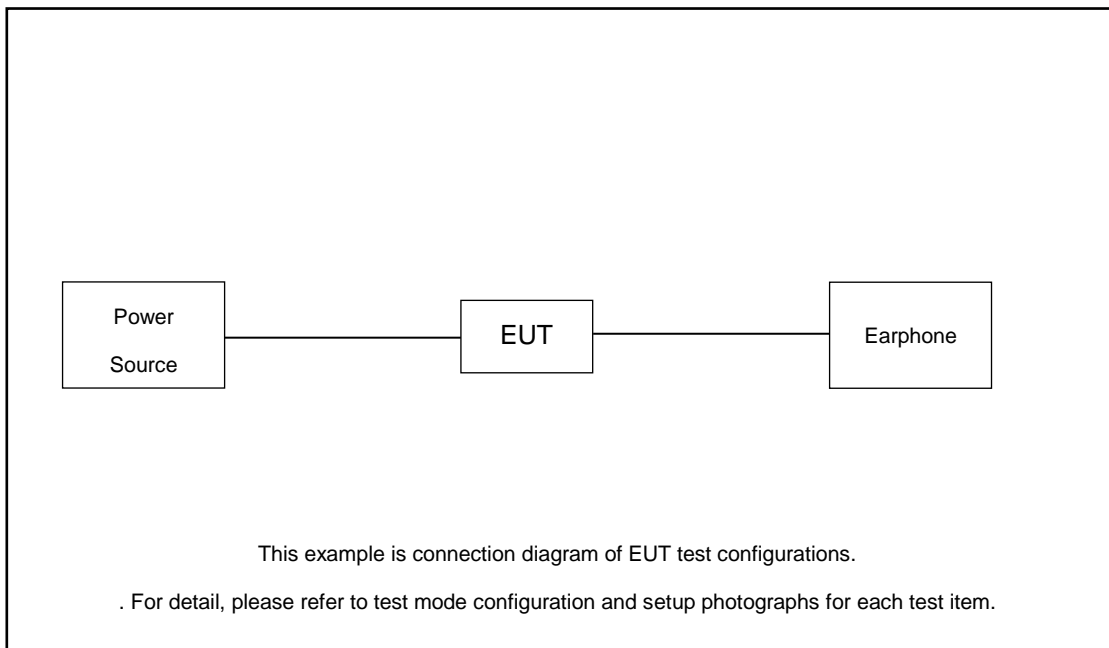 Power
Source
EUT
Earphone
This example is connection diagram of EUT test configurations.
. For detail, please refer to test mode configuration and setup photographs for each test item.